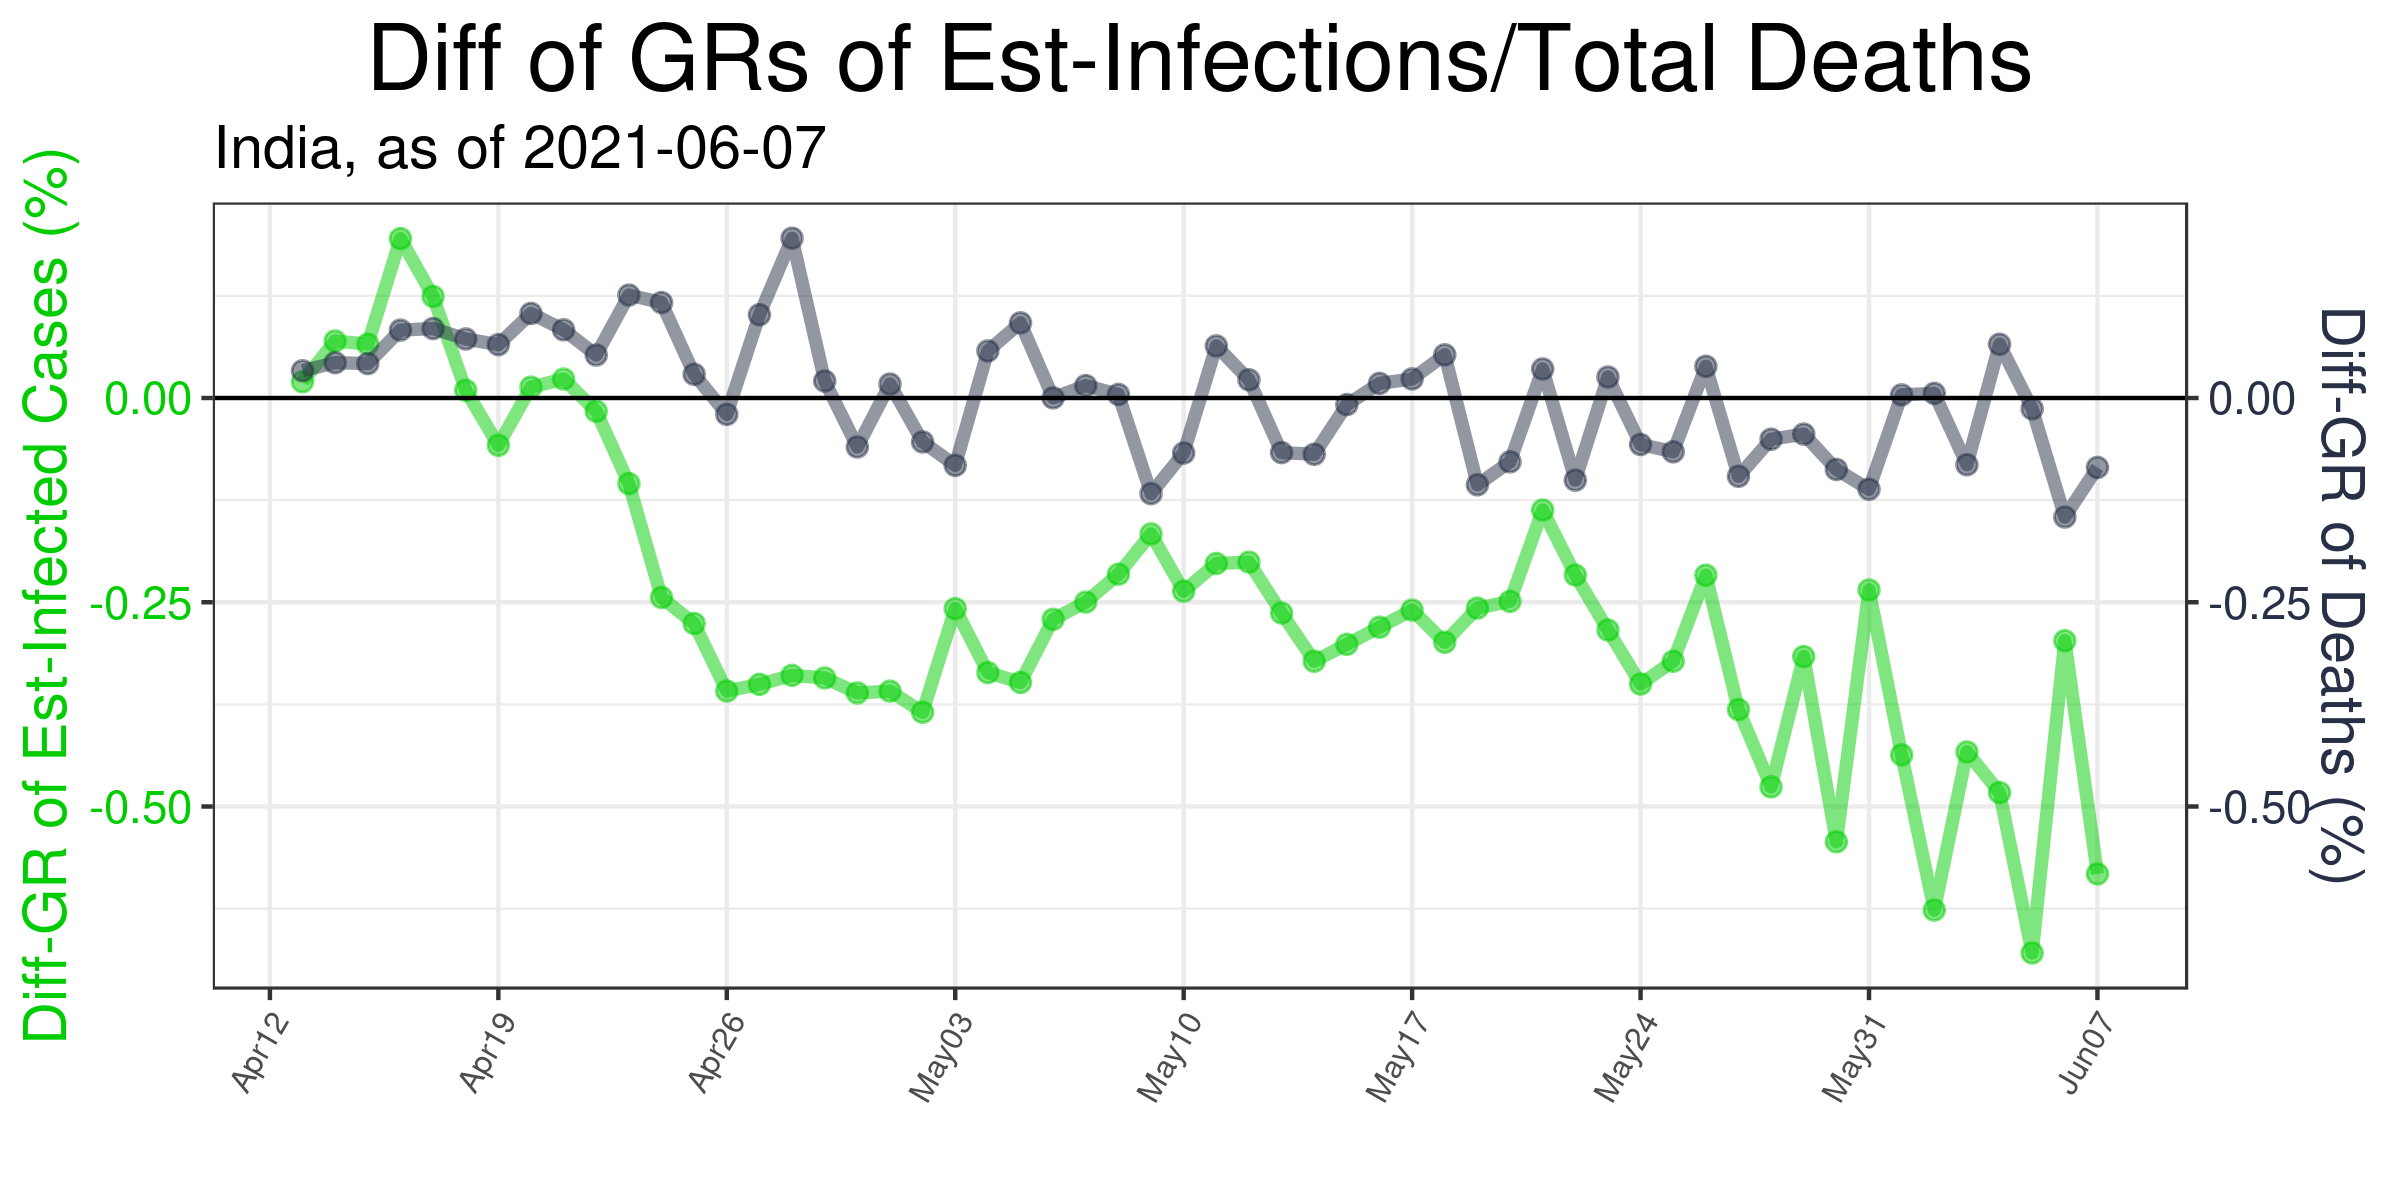 Diff of GRs of Est-Infections/Total Deaths
India, as of 2021-06-07
Diff-GR of Est-Infected Cases (%)
0.00
-0.25
-0.50
0.00
-0.25
-0.50
Diff-GR of Deaths (%)
Apr12
Apr19
Apr26
May03
May10
May17
May24
May31
Jun07